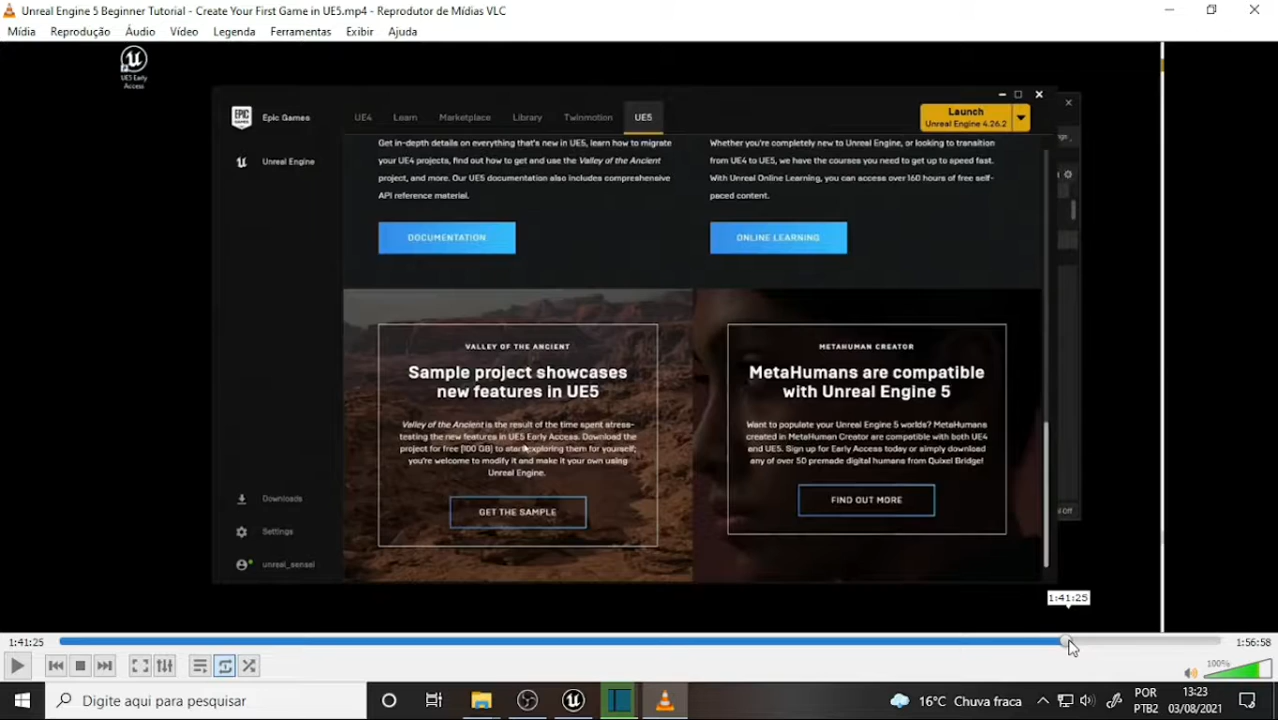 Unreal Engine 5 Beginner Tutorial - Create Your First Game in UE5.mp4 - Reprodutor de Mídias VLC
Mídia Reprodução Áudio Vídeo Legenda Ferramentas Exibir Ajuda
UE5 Early
Access
EPIC
GAMES
Epic Games
UE4 Learn Marketplace Library Twinmotion UE5
Launch
Unreal Engine 4.26.2
Unreal Engine
Get in-depth details on everything that's new in UE5, learn how to migrate
your UE4 projects, find out how to get and use the Valley of the Ancient
project, and more. Our UE5 documentation also includes comprehensive
API reference material.
DOCUMENTATION
Whether you're completely new to Unreal Engine, or looking to transition
from UE4 to UE5, we have the courses you need to get up to speed fast.
With Unreal Online Learning, you can access over 160 hours of free self-
paced content.
ONLINE LEARNING
VALLEY OF THE ANCIENT
Sample project showcases
new features in UE5
Valley of the Ancient is the result of the time spent stress-
testing the new features in UE5 Early Access. Download the
project for free (100 GB) to start exploring them for yourself;
you're welcome to modify it and make it your own using
Unreal Engine.
GET THE SAMPLE
METAHUMAN CREATOR
MetaHumans are compatible
with Unreal Engine 5
Want to populate your Unreal Engine 5 worlds? MetaHumans
created in MetaHuman Creator are compatible with both UE4
and UE5. Sign up for Early Access today or simply download
any of over 50 premade digital humans from Quixel Bridge!
FIND OUT MORE
Downloads
Settings
unreal_sensei
Off
1:41:25
1:41:25
1:56:58
100%
Digite aqui para pesquisar
16°C Chuva fraca
POR
PTB2
13:23
03/08/2021